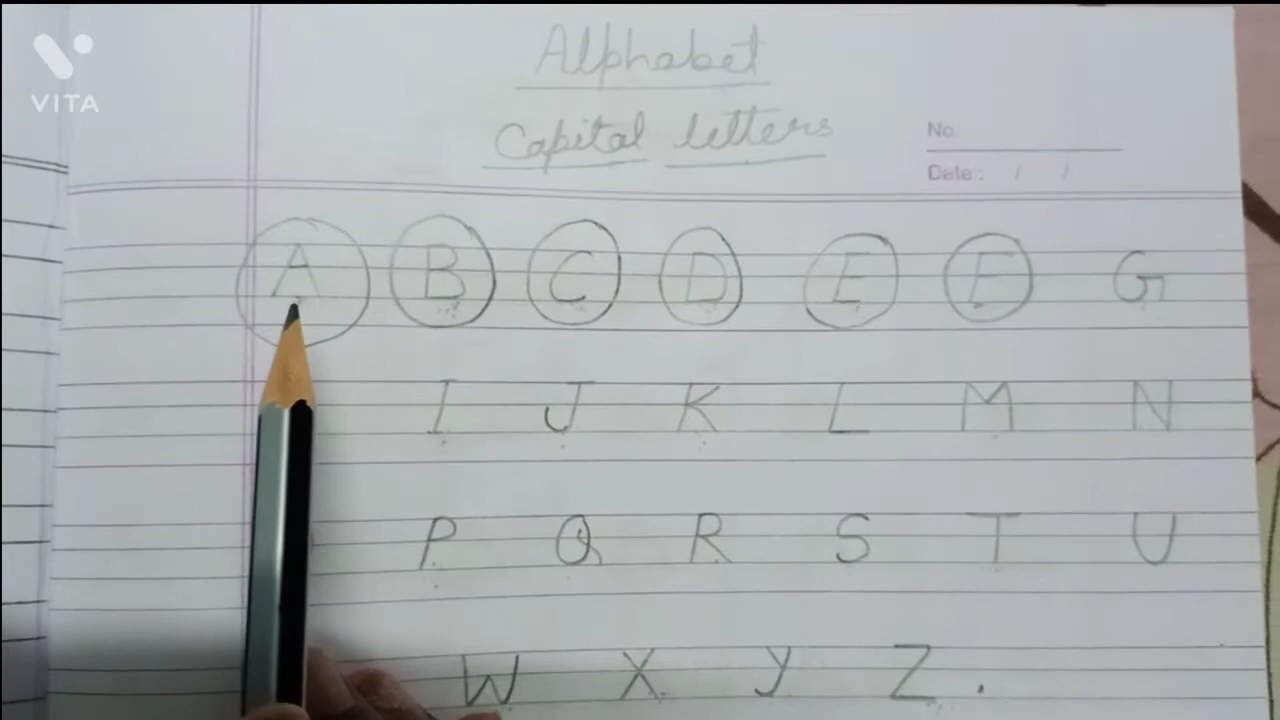 VITA
Alphabet
Capital letters
No.
Date : / /
A B C D E F G
I J K L M N
P Q R S T U
W X Y Z .